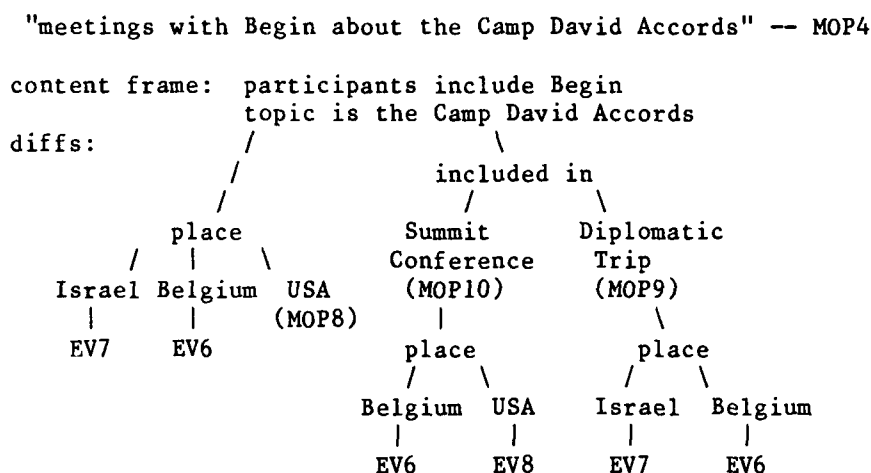 "meetings with Begin about the Camp David Accords" -- MOP4
content frame: participants include Begin
topic is the Camp David Accords
diffs:
included in
place Summit Diplomatic
Conference Trip
Israel Belgium USA (MOP10) (MOP9)
(MOP8)
EV7 EV6 place place
Belgium USA Israel Belgium
EV6 EV8 EV7 EV6